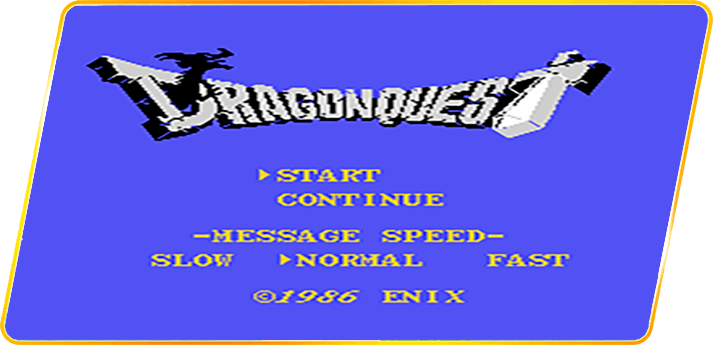 DRAGONQUEST
▶START
CONTINUE
-MESSAGE SPEED-
SLOW ▶NORMAL FAST
©1986 ENIX